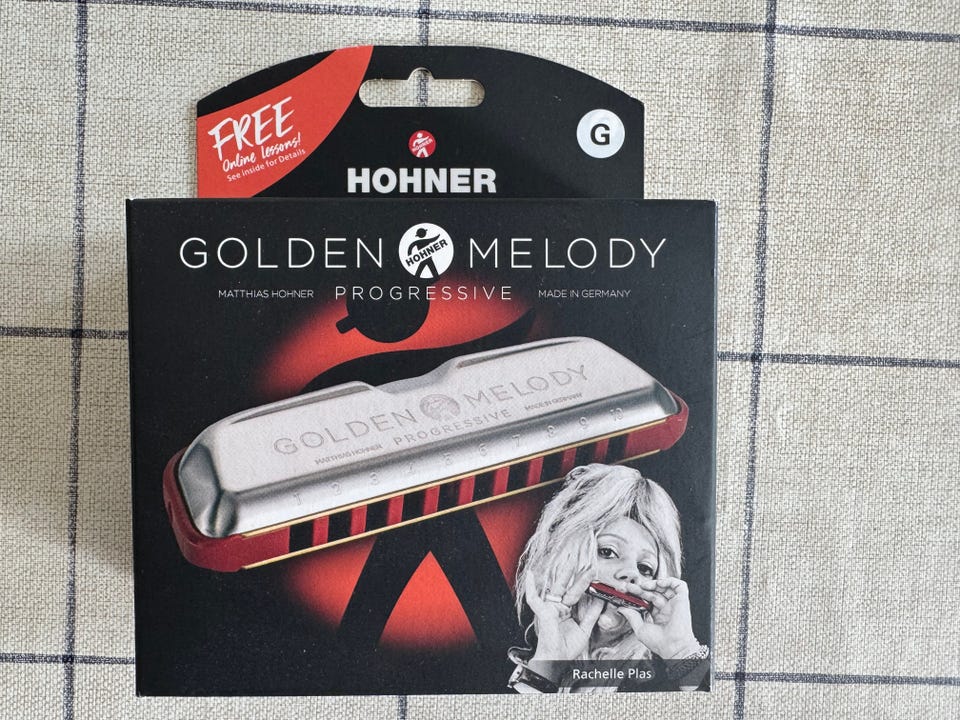 FREE
Online lessons!
See inside for Details
G
HOHNER
HOHNER
GOLDEN HOHNER MELODY
MATTHIAS HOHNER PROGRESSIVE MADE IN GERMANY
GOLDEN MELODY
MATTHIAS HOHNER PROGRESSIVE MADE IN GERMANY
1 2 3 4 5 6 7 8 9 10
Rachelle Plas